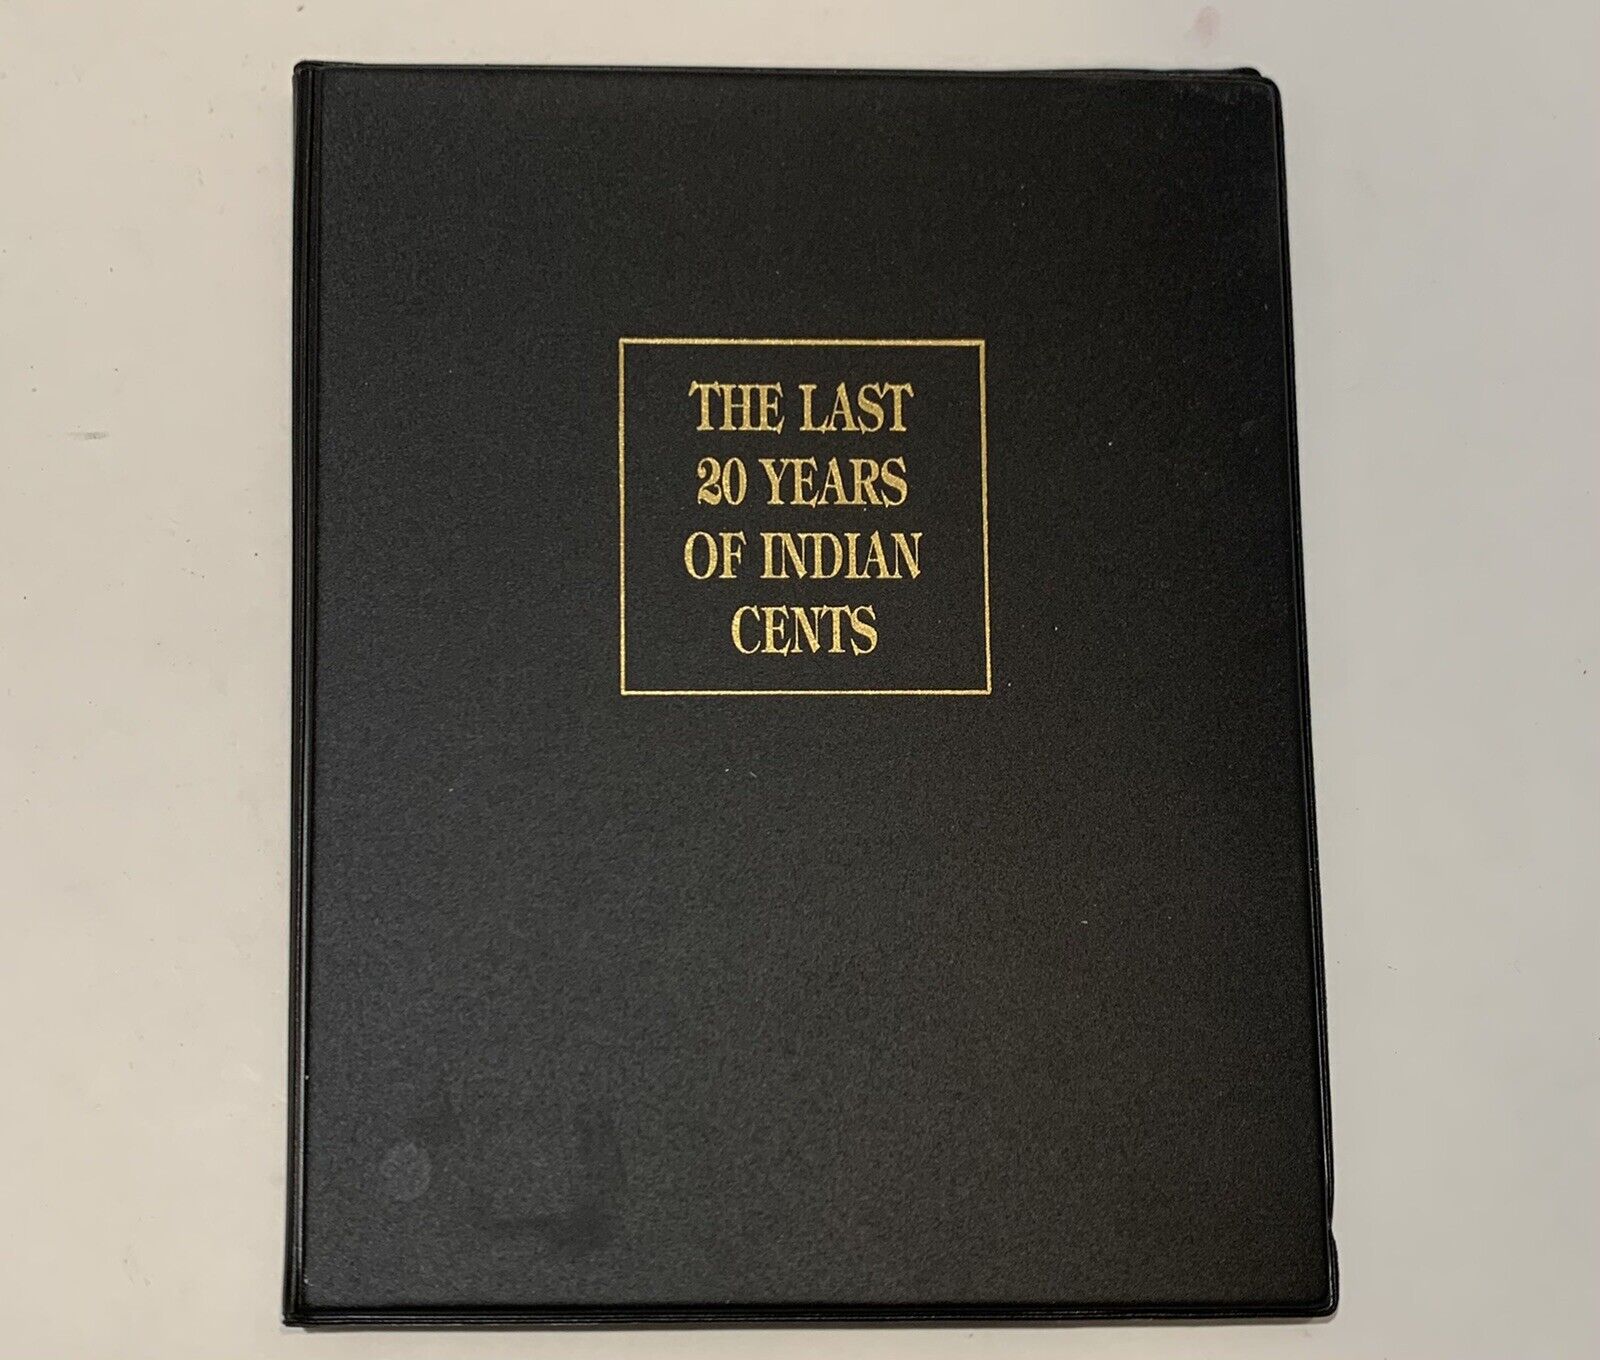 THE LAST
20 YEARS
OF INDIAN
CENTS